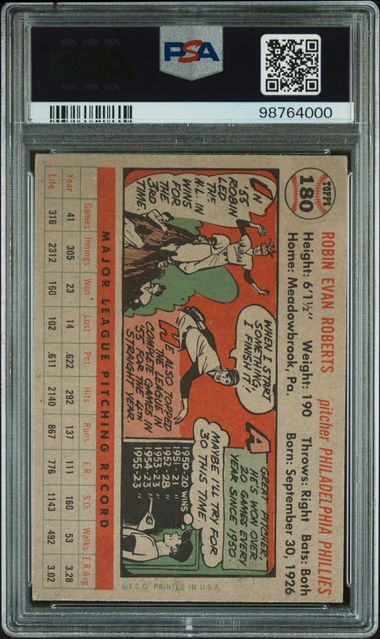 PSA
PSA
98764000
TOPPS
180
ROBIN EVAN ROBERTS pitcher PHILADELPHIA PHILLIES
Height: 6'1½" Weight: 190 Throws: Right Bats: Both
Home: Meadowbrook, Pa. Born: September 30, 1926
IN
'55
ROBIN
LED
THE
N.L. IN
WINS
FOR
THE
3RD
TIME
WHEN I START
SOMETHING,
I FINISH
IT.
HE ALSO TOPPED
THE LEAGUE IN
COMPLETE GAMES IN
'55 FOR THE 4TH
STRAIGHT YEAR.
A GREAT PITCHER,
HE'S WON OVER
20 GAMES EVERY
YEAR SINCE 1950
MAYBE I'LL TRY FOR
30 THIS TIME
WINS
1950-20
1951-21
1952-28
1953-23
1954-23
1955-23
MAJOR LEAGUE PITCHING RECORD
Games Innings Won Lost Pct. Hits Runs E.R. S.O. Walks E.R.Avg.
Year 41 305 23 14 .622 292 137 111 160 53 3.28
Life 316 2312 160 102 .611 2140 867 776 1143 492 3.02
©T.C.G. PRINTED IN U.S.A.